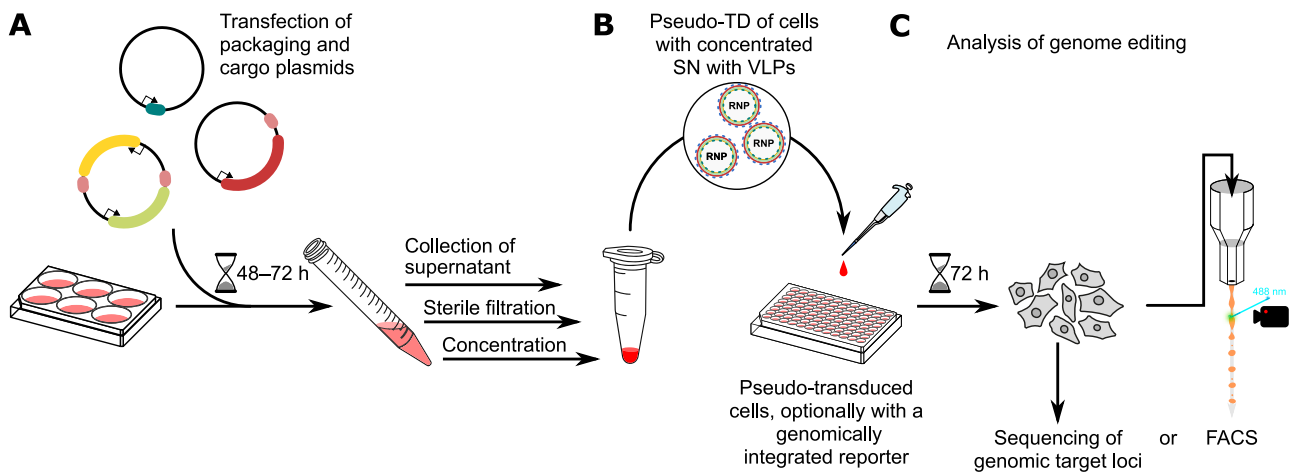 A
Transfection of
packaging and
cargo plasmids
48–72 h
Collection of
supernatant
Sterile filtration
Concentration
B
Pseudo-TD of cells
with concentrated
SN with VLPs
RNP
RNP
RNP
Pseudo-transduced
cells, optionally with a
genomically
integrated reporter
C
Analysis of genome editing
72 h
488 nm
Sequencing of
genomic target loci
or
FACS